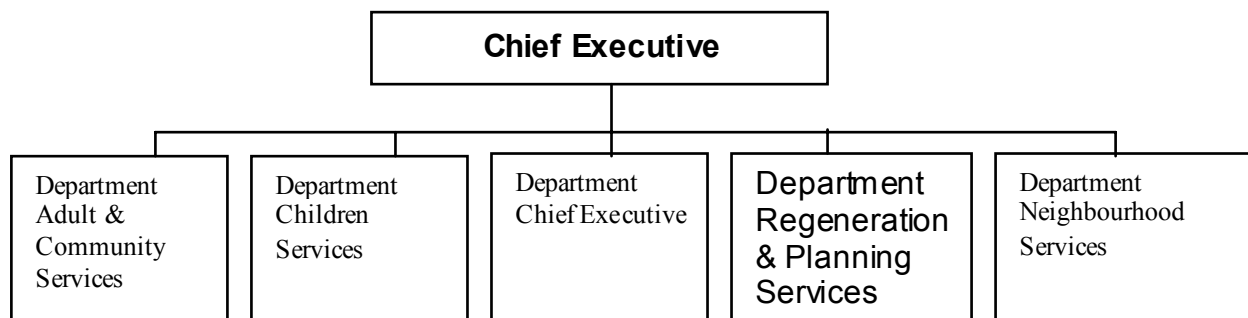 Chief Executive
Department
Adult &
Community
Services
Department
Children
Services
Department
Chief Executive
Department
Regeneration
& Planning
Services
Department
Neighbourhood
Services